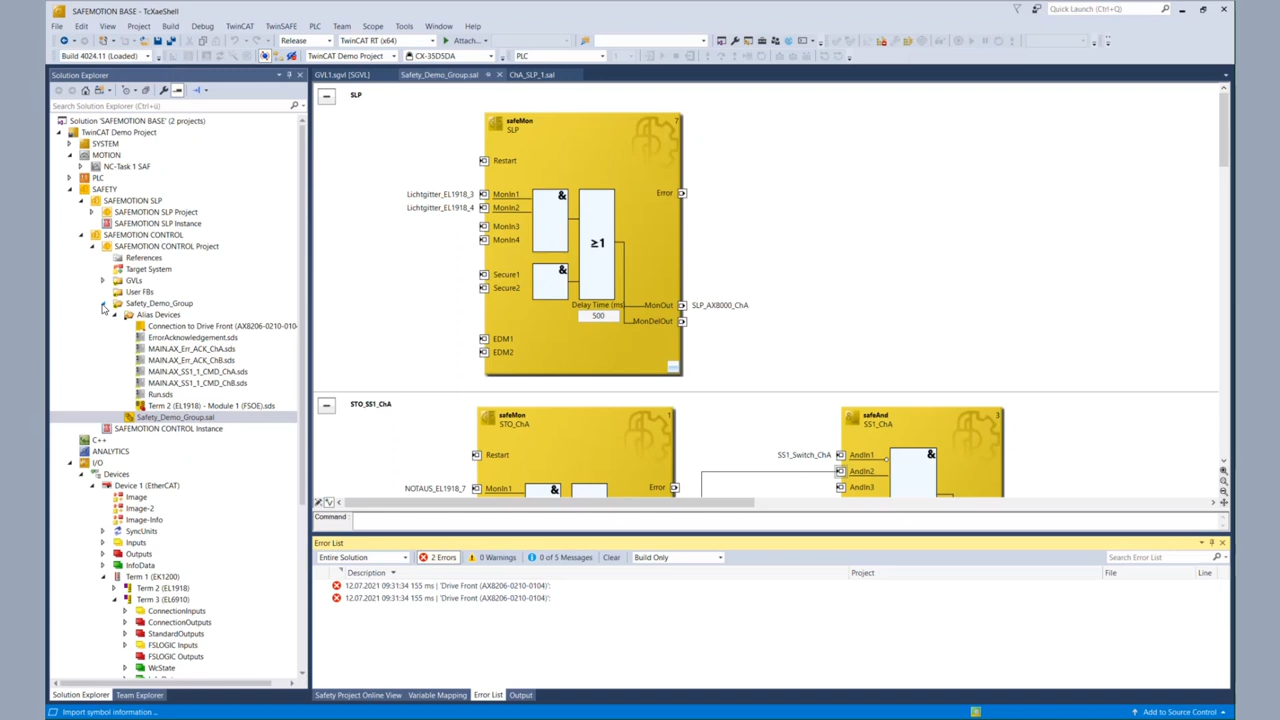 SAFEMOTION BASE - TcXaeShell
Quick Launch (Ctrl+Q)
File Edit View Project Build Debug TwinCAT TwinSAFE PLC Team Scope Tools Window Help
Release TwinCAT RT (x64) Attach...
Build 4024.11 (Loaded) TwinCAT Demo Project CX-35D5DA PLC
Solution Explorer
GVL1.sgvl [SGVL] Safety_Demo_Group.sal ChA_SLP_1.sal
Search Solution Explorer (Ctrl+ü)
Solution 'SAFEMOTION BASE' (2 projects)
TwinCAT Demo Project
SYSTEM
MOTION
NC-Task 1 SAF
PLC
SAFETY
SAFEMOTION SLP
SAFEMOTION SLP Project
SAFEMOTION SLP Instance
SAFEMOTION CONTROL
SAFEMOTION CONTROL Project
References
Target System
GVLs
User FBs
Safety_Demo_Group
Alias Devices
Connection to Drive Front (AX8206-0210-0104
ErrorAcknowledgement.sds
MAIN.AX_Err_ACK_ChA.sds
MAIN.AX_Err_ACK_ChB.sds
MAIN.AX_SS1_1_CMD_ChA.sds
MAIN.AX_SS1_1_CMD_ChB.sds
Run.sds
Term 2 (EL1918) - Module 1 (FSOE).sds
Safety_Demo_Group.sal
SAFEMOTION CONTROL Instance
C++
ANALYTICS
I/O
Devices
Device 1 (EtherCAT)
Image
Image-2
Image-Info
SyncUnits
Inputs
Outputs
InfoData
Term 1 (EK1200)
Term 2 (EL1918)
Term 3 (EL6910)
ConnectionInputs
ConnectionOutputs
StandardOutputs
FSLOGIC Inputs
FSLOGIC Outputs
WcState
Solution Explorer Team Explorer
SLP
safeMon 7
SLP
Restart
Lichtgitter_EL1918_3 MonIn1 & Error
Lichtgitter_EL1918_4 MonIn2
MonIn3
MonIn4 ≥1
Secure1 &
Secure2
Delay Time (ms) MonOut SLP_AX8000_ChA
500 MonDelOut
EDM1
EDM2
STO_SS1_ChA
safeMon 1
STO_ChA
Restart
NOTAUS_EL1918_7 MonIn1 & Error
safeAnd 3
SS1_ChA
SS1_Switch_ChA AndIn1 &
AndIn2
AndIn3
Command :
Error List
Entire Solution 2 Errors 0 Warnings 0 of 5 Messages Clear Build Only Search Error List
Description Project File Line
12.07.2021 09:31:34 155 ms | 'Drive Front (AX8206-0210-0104)':
12.07.2021 09:31:34 155 ms | 'Drive Front (AX8206-0210-0104)':
Safety Project Online View Variable Mapping Error List Output
Import symbol information ...
Add to Source Control